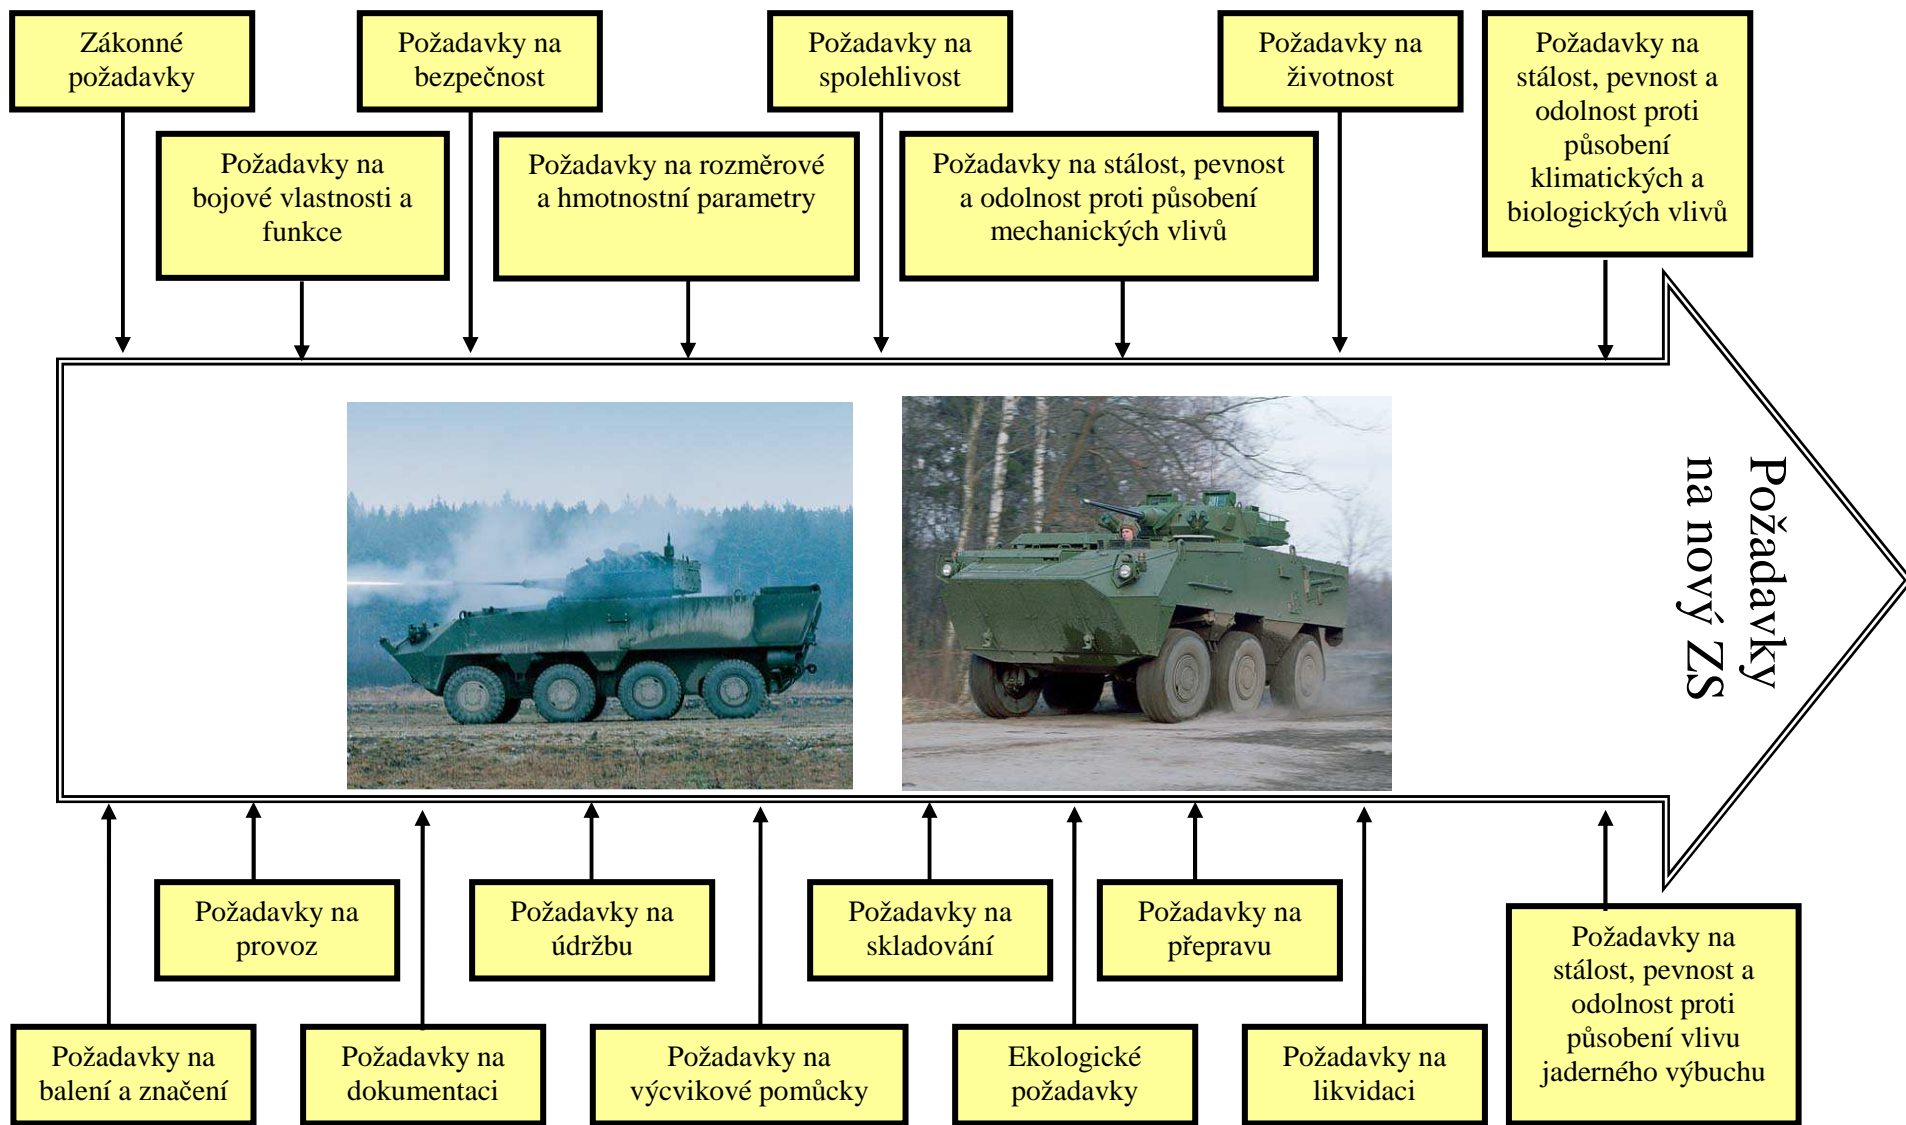 Zákonné
požadavky
Požadavky na
bezpečnost
Požadavky na
spolehlivost
Požadavky na
životnost
Požadavky na
stálost, pevnost a
odolnost proti
působení
klimatických a
biologických vlivů
Požadavky na
bojové vlastnosti a
funkce
Požadavky na rozměrové
a hmotnostní parametry
Požadavky na stálost, pevnost
a odolnost proti působení
mechanických vlivů
Požadavky
na nový ZS
Požadavky na
provoz
Požadavky na
údržbu
Požadavky na
skladování
Požadavky na
přepravu
Požadavky na
stálost, pevnost a
odolnost proti
působení vlivu
jaderného výbuchu
Požadavky na
balení a značení
Požadavky na
dokumentaci
Požadavky na
výcvikové pomůcky
Ekologické
požadavky
Požadavky na
likvidaci